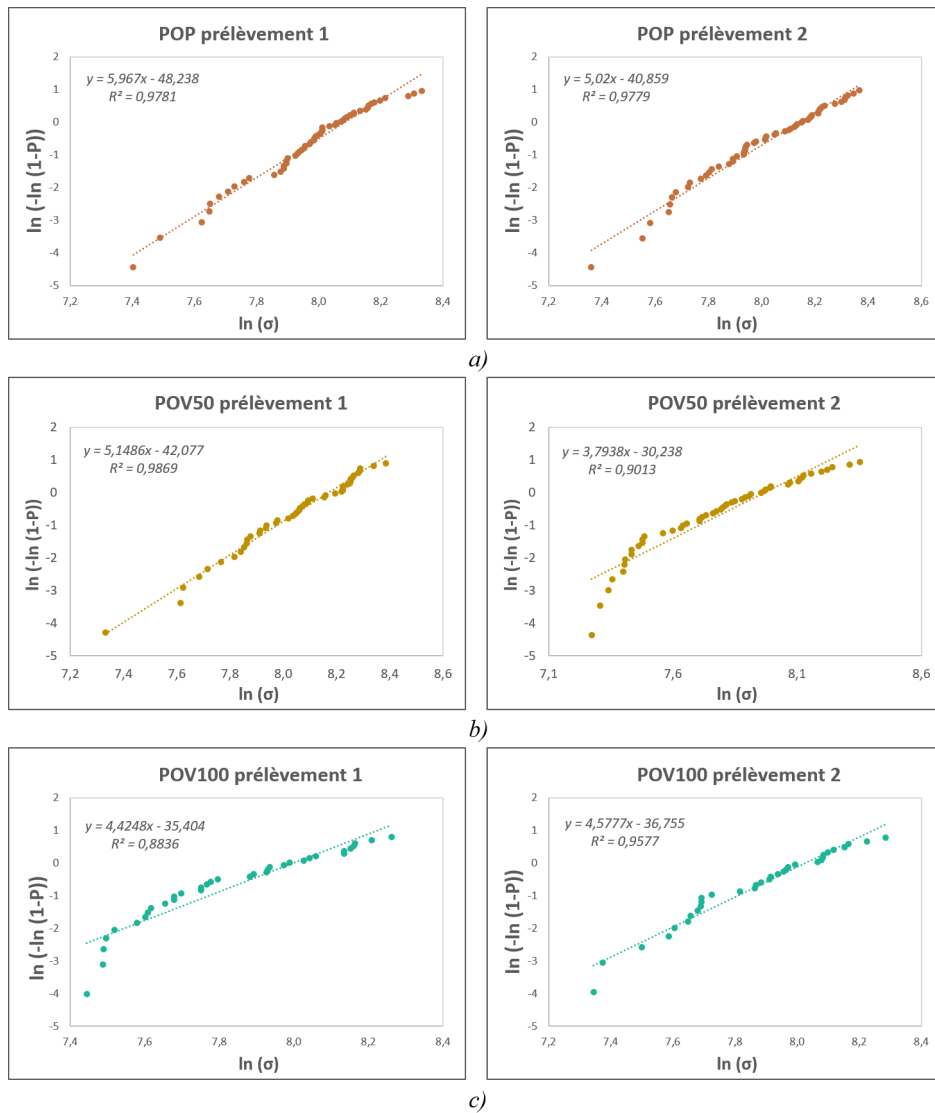 POP prélèvement 1
y = 5,967x - 48,238
R² = 0,9781
ln (-ln (1-P))
2
1
0
-1
-2
-3
-4
-5
7,2 7,4 7,6 7,8 8,0 8,2 8,4
ln (σ)
POP prélèvement 2
y = 5,02x - 40,859
R² = 0,9779
ln (-ln (1-P))
2
1
0
-1
-2
-3
-4
-5
7,2 7,4 7,6 7,8 8,0 8,2 8,4 8,6
ln (σ)
a)
POV50 prélèvement 1
y = 5,1486x - 42,077
R² = 0,9869
ln (-ln (1-P))
2
1
0
-1
-2
-3
-4
-5
7,2 7,4 7,6 7,8 8,0 8,2 8,4 8,6
ln (σ)
POV50 prélèvement 2
y = 3,7938x - 30,238
R² = 0,9013
ln (-ln (1-P))
2
1
0
-1
-2
-3
-4
-5
7,1 7,6 8,1 8,6
ln (σ)
b)
POV100 prélèvement 1
y = 4,4248x - 35,404
R² = 0,8836
ln (-ln (1-P))
2
1
0
-1
-2
-3
-4
-5
7,4 7,6 7,8 8,0 8,2 8,4
ln (σ)
POV100 prélèvement 2
y = 4,5777x - 36,755
R² = 0,9577
ln (-ln (1-P))
2
1
0
-1
-2
-3
-4
-5
7,2 7,4 7,6 7,8 8,0 8,2 8,4
ln (σ)
c)